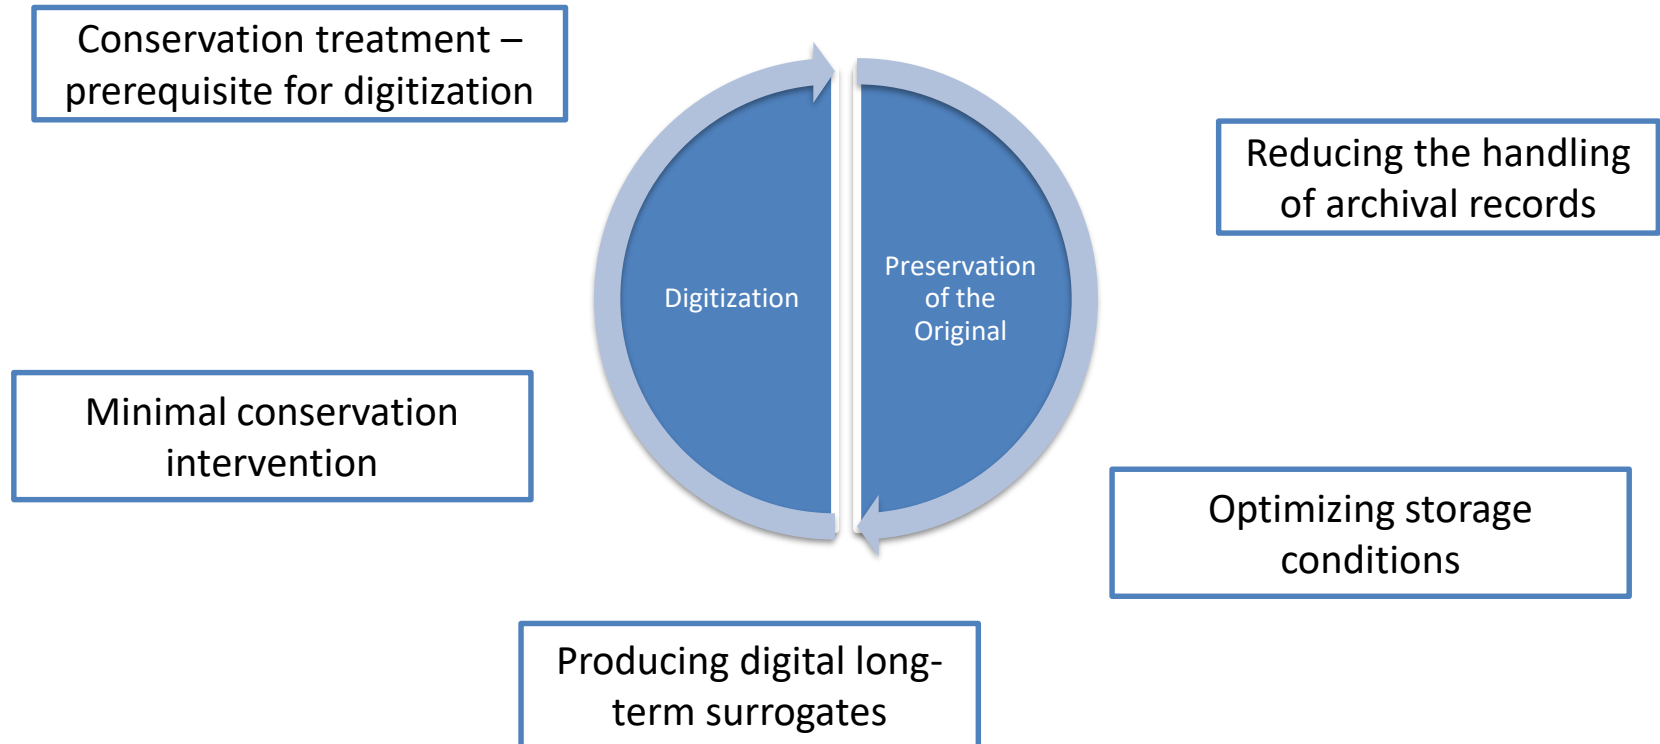 Conservation treatment –
prerequisite for digitization
Reducing the handling
of archival records
Digitization
Preservation
of the
Original
Minimal conservation
intervention
Optimizing storage
conditions
Producing digital long-
term surrogates